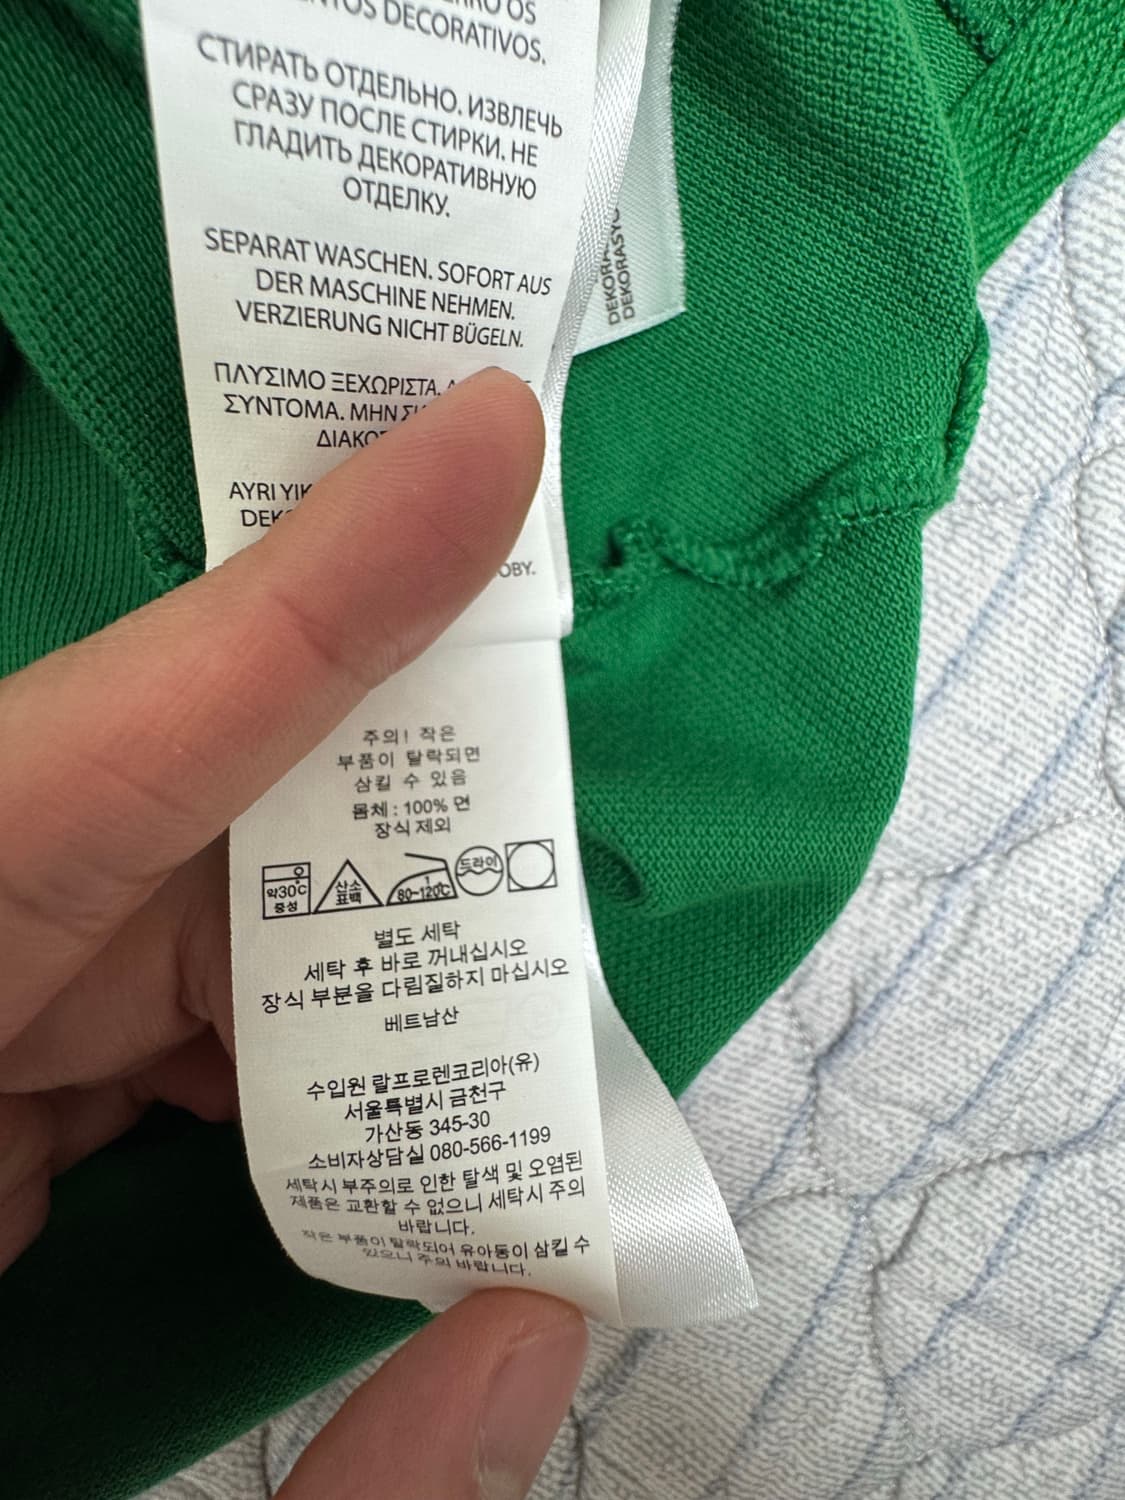 OS
DECORATIVOS.
СТИРАТЬ ОТДЕЛЬНО. ИЗВЛЕЧЬ
СРАЗУ ПОСЛЕ СТИРКИ. НЕ
ГЛАДИТЬ ДЕКОРАТИВНУЮ
ОТДЕЛКУ.
SEPARAT WASCHEN. SOFORT AUS
DER MASCHINE NEHMEN.
VERZIERUNG NICHT BÜGELN.
ΠΛΥΣΙΜΟ ΞΕΧΩΡΙΣΤΑ.
ΣΥΝΤΟΜΑ. ΜΗΝ
AYRI
주의! 작은
부품이 탈락되면
삼킬 수 있음
몸체 : 100% 면
장식 제외
약30℃
중성
산소
표백
1
80~120℃
드라이
별도 세탁
세탁 후 바로 꺼내십시오
장식 부분을 다림질하지 마십시오
베트남산
수입원 랄프로렌코리아(유)
서울특별시 금천구
가산동 345-30
소비자상담실 080-566-1199
세탁시 부주의로 인한 탈색 및 오염된
제품은 교환할 수 없으니 세탁시 주의
바랍니다.
작은 부품이 탈락되어 유아동이 삼킬 수
있으니 주의 바랍니다.